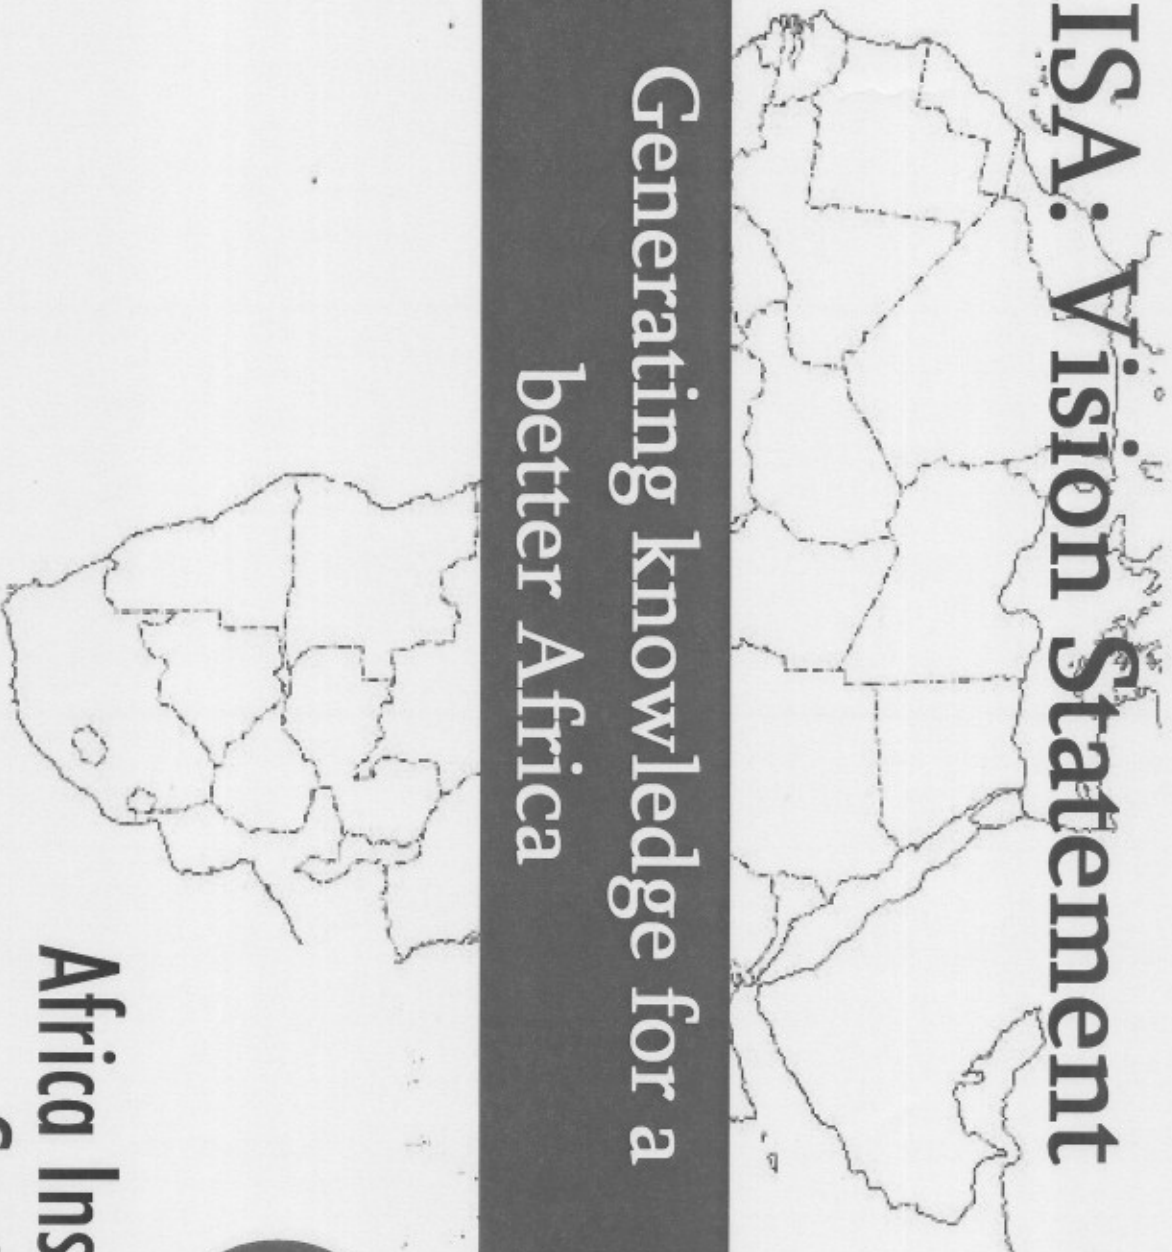 ISA: Vision Statement
Generating knowledge for a
better Africa
Africa Ins